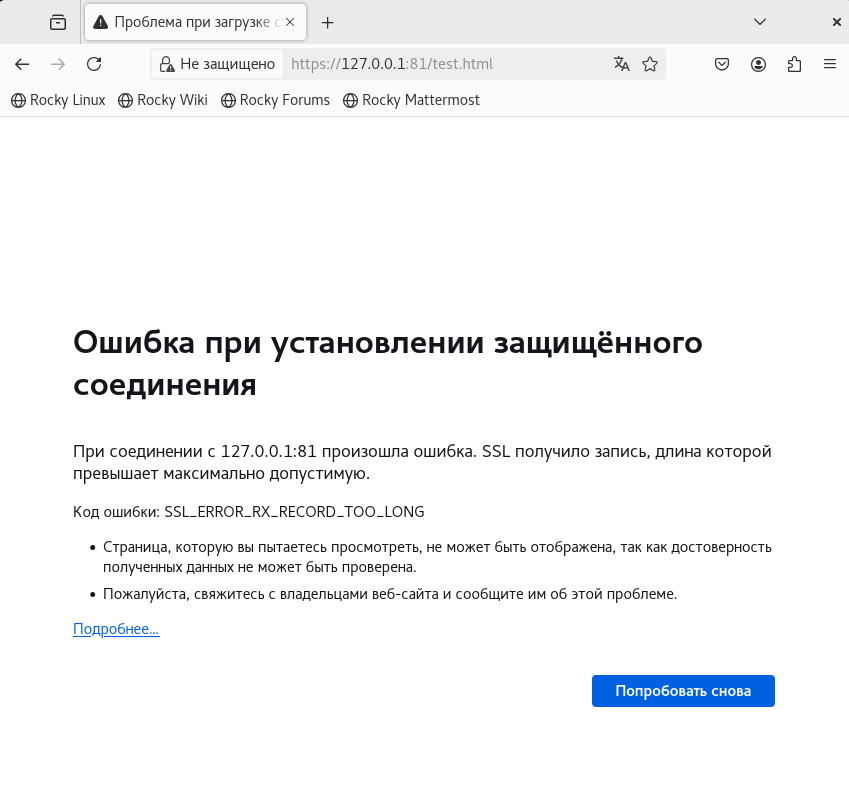 Проблема при загрузке с
Не защищено
https://127.0.0.1:81/test.html
Rocky Linux
Rocky Wiki
Rocky Forums
Rocky Mattermost
Ошибка при установлении защищённого
соединения
При соединении с 127.0.0.1:81 произошла ошибка. SSL получило запись, длина которой
превышает максимально допустимую.
Код ошибки: SSL_ERROR_RX_RECORD_TOO_LONG
• Страница, которую вы пытаетесь просмотреть, не может быть отображена, так как достоверность
полученных данных не может быть проверена.
• Пожалуйста, свяжитесь с владельцами веб-сайта и сообщите им об этой проблеме.
Подробнее...
Попробовать снова